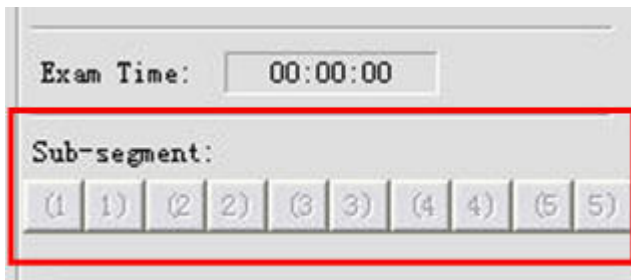 Exam Time: 00:00:00
Sub-segment:
(1 1) (2 2) (3 3) (4 4) (5 5)